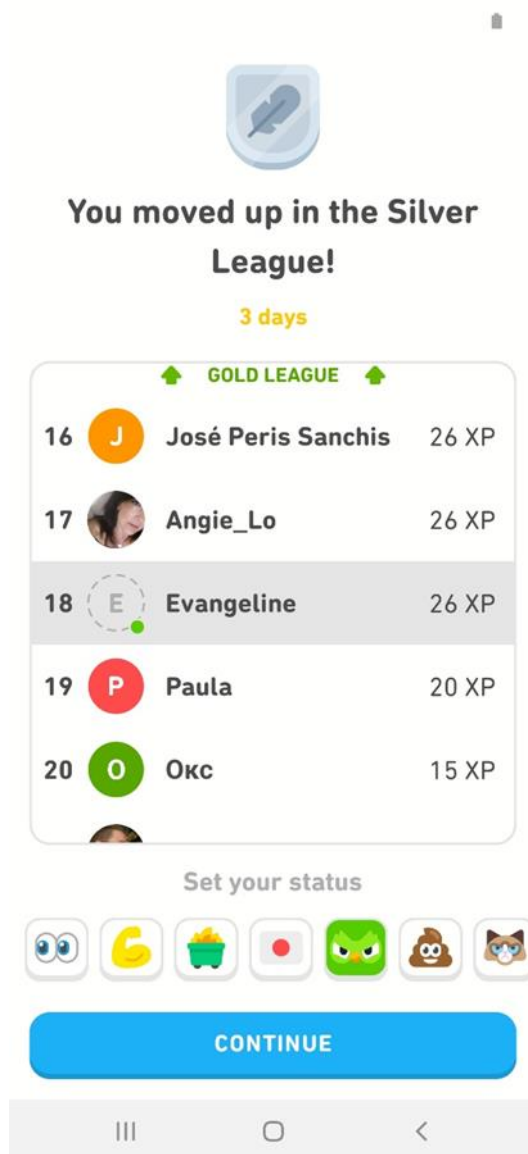 You moved up in the Silver
League!
3 days
GOLD LEAGUE
16 J José Peris Sanchis 26 XP
17 Angie_Lo 26 XP
18 E Evangeline 26 XP
19 P Paula 20 XP
20 О Окс 15 XP
Set your status
CONTINUE